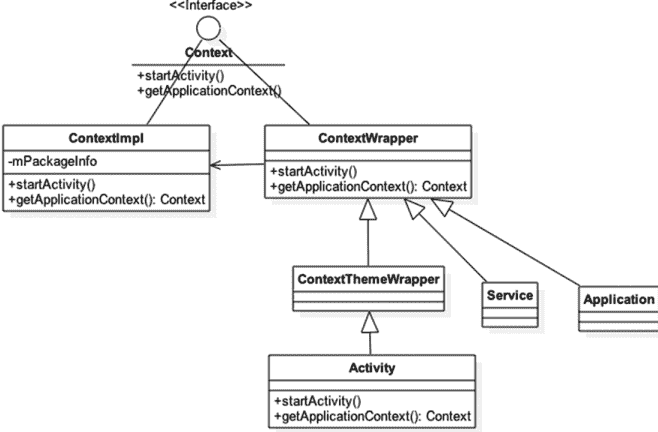 <<Interface>>
Context
+startActivity()
+getApplicationContext()
ContextImpl
-mPackageInfo
+startActivity()
+getApplicationContext(): Context
ContextWrapper
+startActivity()
+getApplicationContext(): Context
ContextThemeWrapper
Service
Application
Activity
+startActivity()
+getApplicationContext(): Context